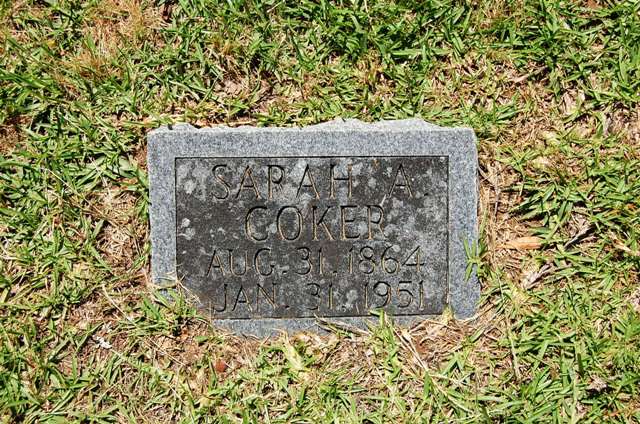 SARAH A.
COKER
AUG. 31, 1864
JAN. 31, 1951